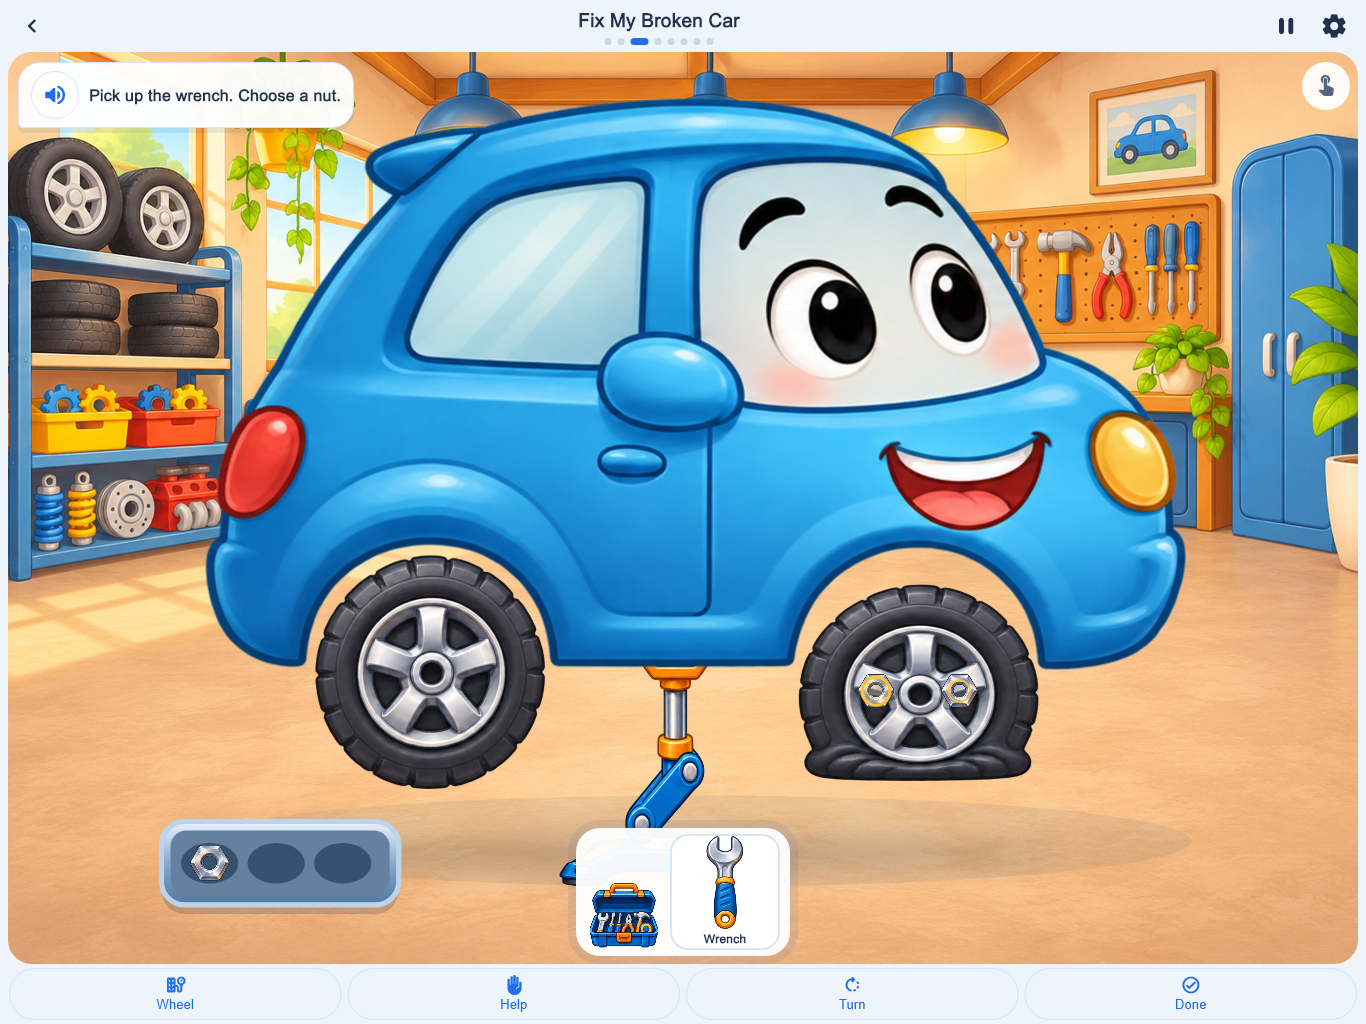 Fix My Broken Car
Pick up the wrench. Choose a nut.
Wrench
Wheel
Help
Turn
Done